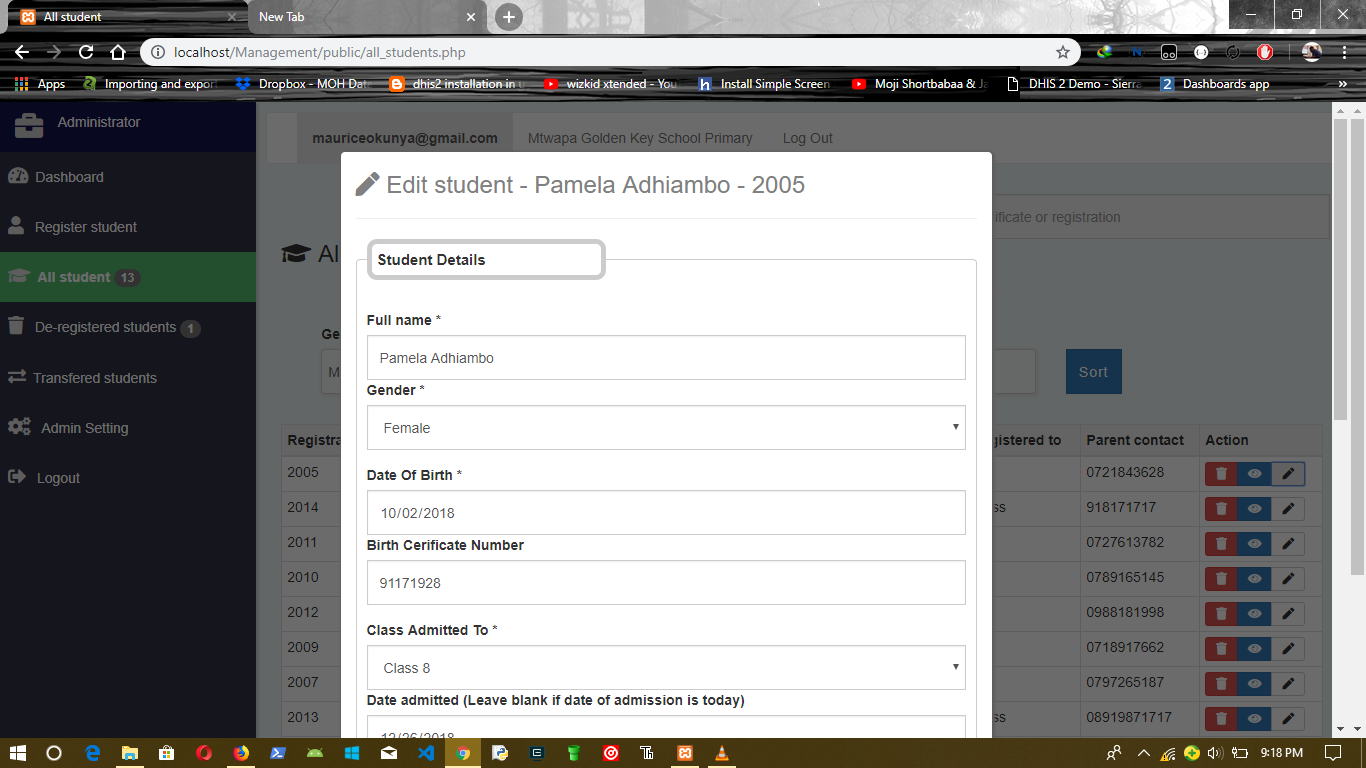 All student
New Tab
localhost/Management/public/all_students.php
Apps
Importing and export
Dropbox - MOH Dat
dhis2 installation in u
wizkid xtended - You
Install Simple Screen
Moji Shortbabaa & Ja
DHIS 2 Demo - Sierra
Dashboards app
Administrator
mauriceokunya@gmail.com
Mtwapa Golden Key School Primary
Log Out
Edit student - Pamela Adhiambo - 2005
Dashboard
Register student
ificate or registration
Al
Student Details
All student 13
Full name *
De-registered students 1
Ge
Pamela Adhiambo
M
Sort
Transfered students
Gender *
Female
Admin Setting
Registra
istered to
Parent contact
Action
Date Of Birth *
2005
0721843628
Logout
10/02/2018
2014
ss
918171717
Birth Cerificate Number
2011
0727613782
91171928
2010
0789165145
2012
0988181998
Class Admitted To *
2009
0718917662
Class 8
2007
0797265187
Date admitted (Leave blank if date of admission is today)
2013
ss
08919871717
12/26/2018
9:18 PM